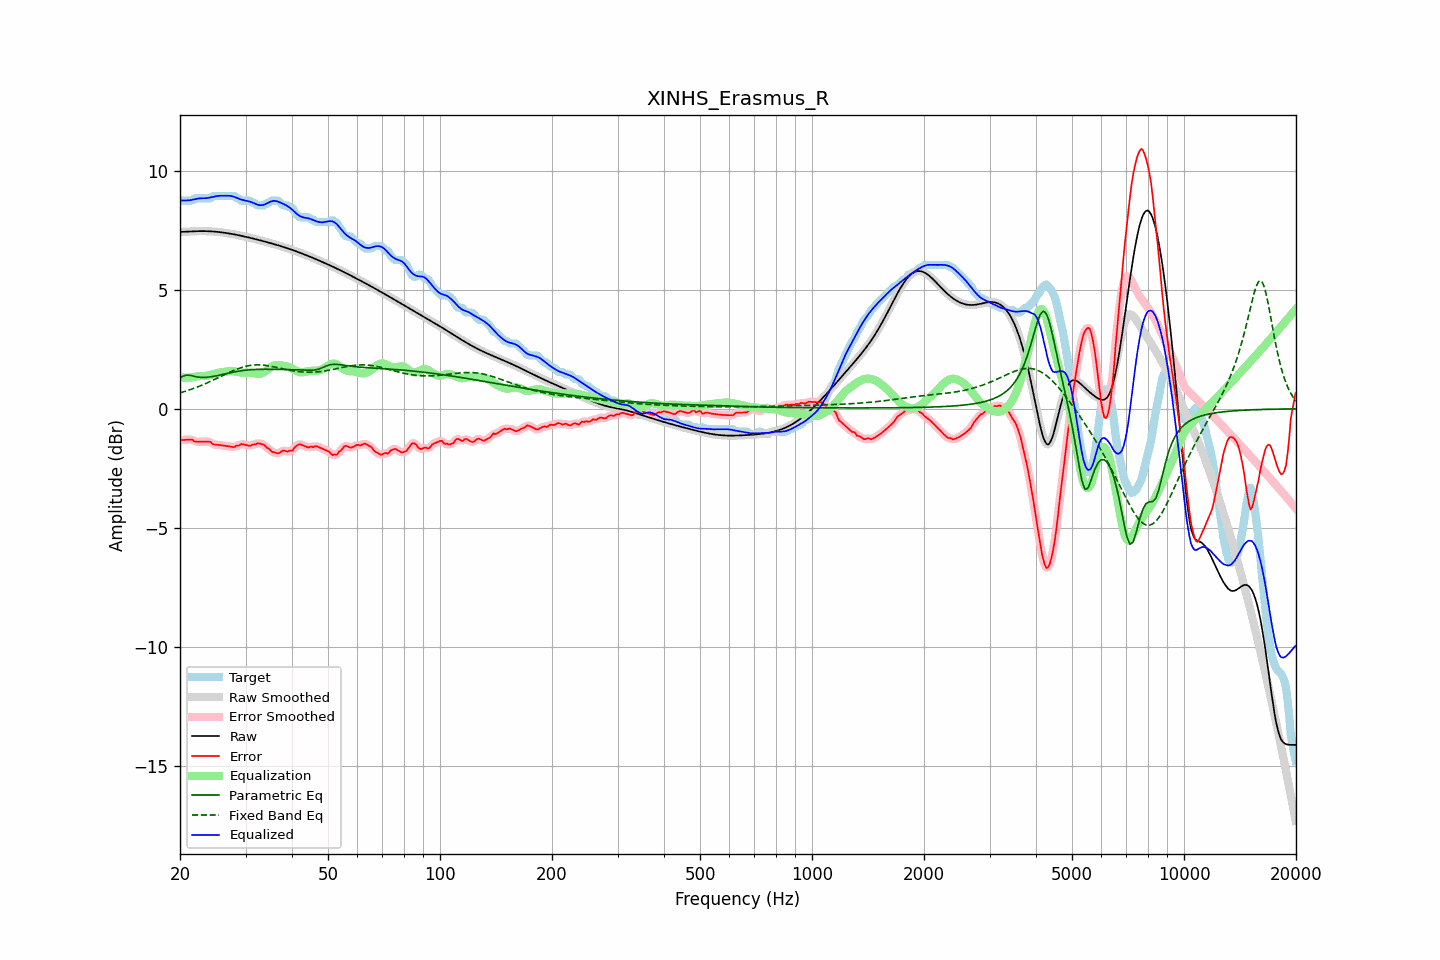 XINHS_Erasmus_R
Amplitude (dBr)
10
5
0
−5
−10
−15
Target
Raw Smoothed
Error Smoothed
Raw
Error
Equalization
Parametric Eq
Fixed Band Eq
Equalized
20 50 100 200 500 1000 2000 5000 10000 20000
Frequency (Hz)